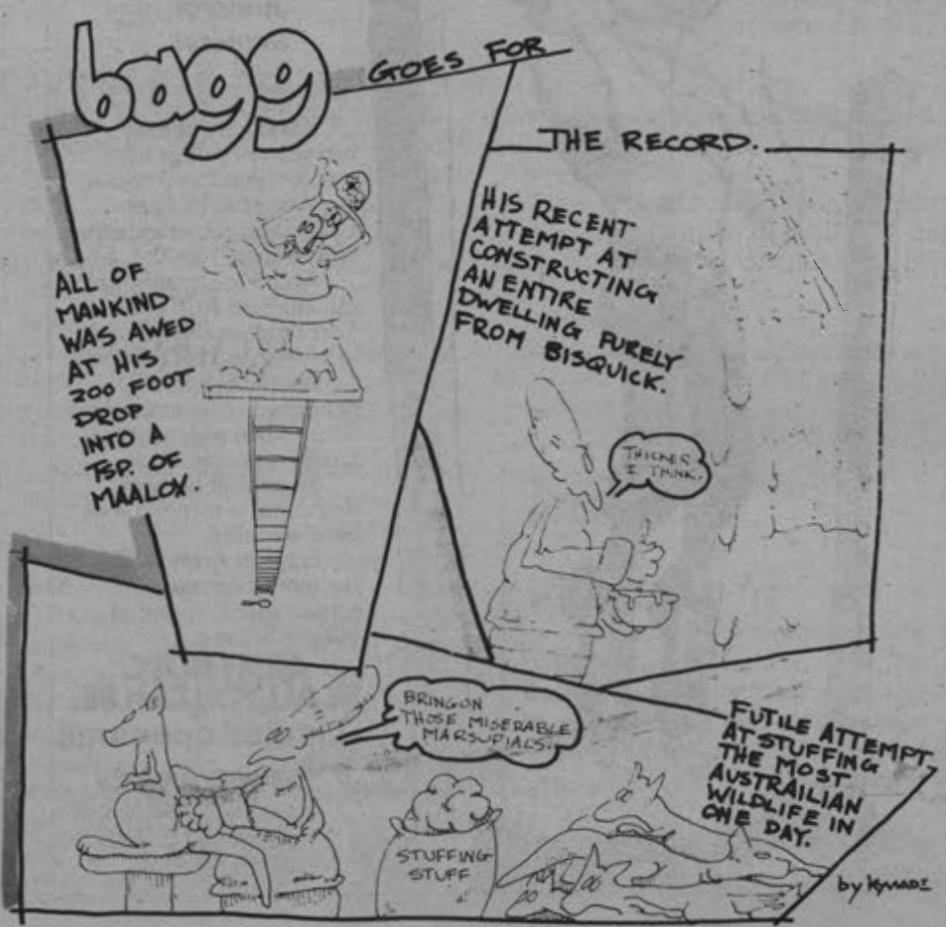 bagg GOES FOR
THE RECORD.
ALL OF
MANKIND
WAS AWED
AT HIS
200 FOOT
DROP
INTO A
TSP. OF
MAALOX.
HIS RECENT
ATTEMPT AT
CONSTRUCTING
AN ENTIRE
DWELLING PURELY
FROM BISQUICK.
THICKER
I THINK.
BRING ON
THOSE MISERABLE
MARSUPIALS.
STUFFING
STUFF
FUTILE ATTEMPT
AT STUFFING
THE MOST
AUSTRAILIAN
WILDLIFE IN
ONE DAY.
by